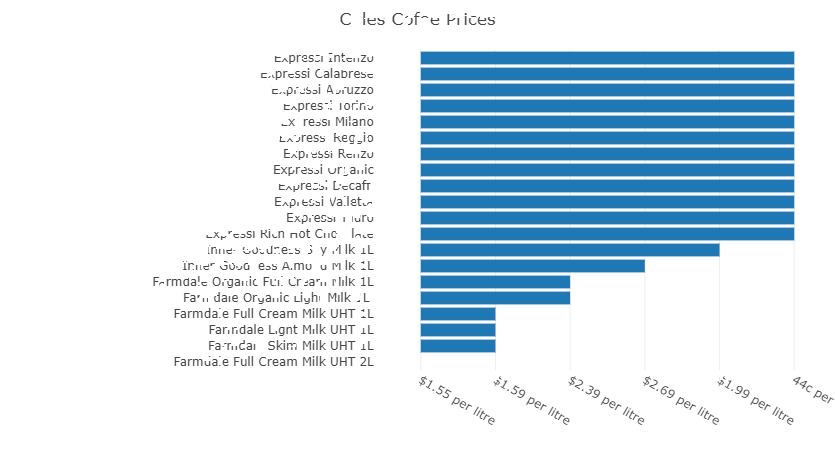 Coles Coffee Prices
Expressi Intenzo
Expressi Calabrese
Expressi Abruzzo
Expressi Torino
Expressi Milano
Expressi Reggio
Expressi Renzo
Expressi Organic
Expressi
Expressi Valletta
Expressi
Expressi Rich Hot Choc
Inner Goodness Soy Milk 1L
Inner Goodness Almond Milk 1L
Farmdale Organic Full Cream Milk 1L
Farmdale Organic Light Milk 1L
Farmdale Full Cream Milk UHT 1L
Farmdale Light Milk UHT 1L
Farmdale Skim Milk UHT 1L
Farmdale Full Cream Milk UHT 2L
$1.55 per litre
$1.59 per litre
$2.39 per litre
$2.69 per litre
$1.99 per litre
44c per